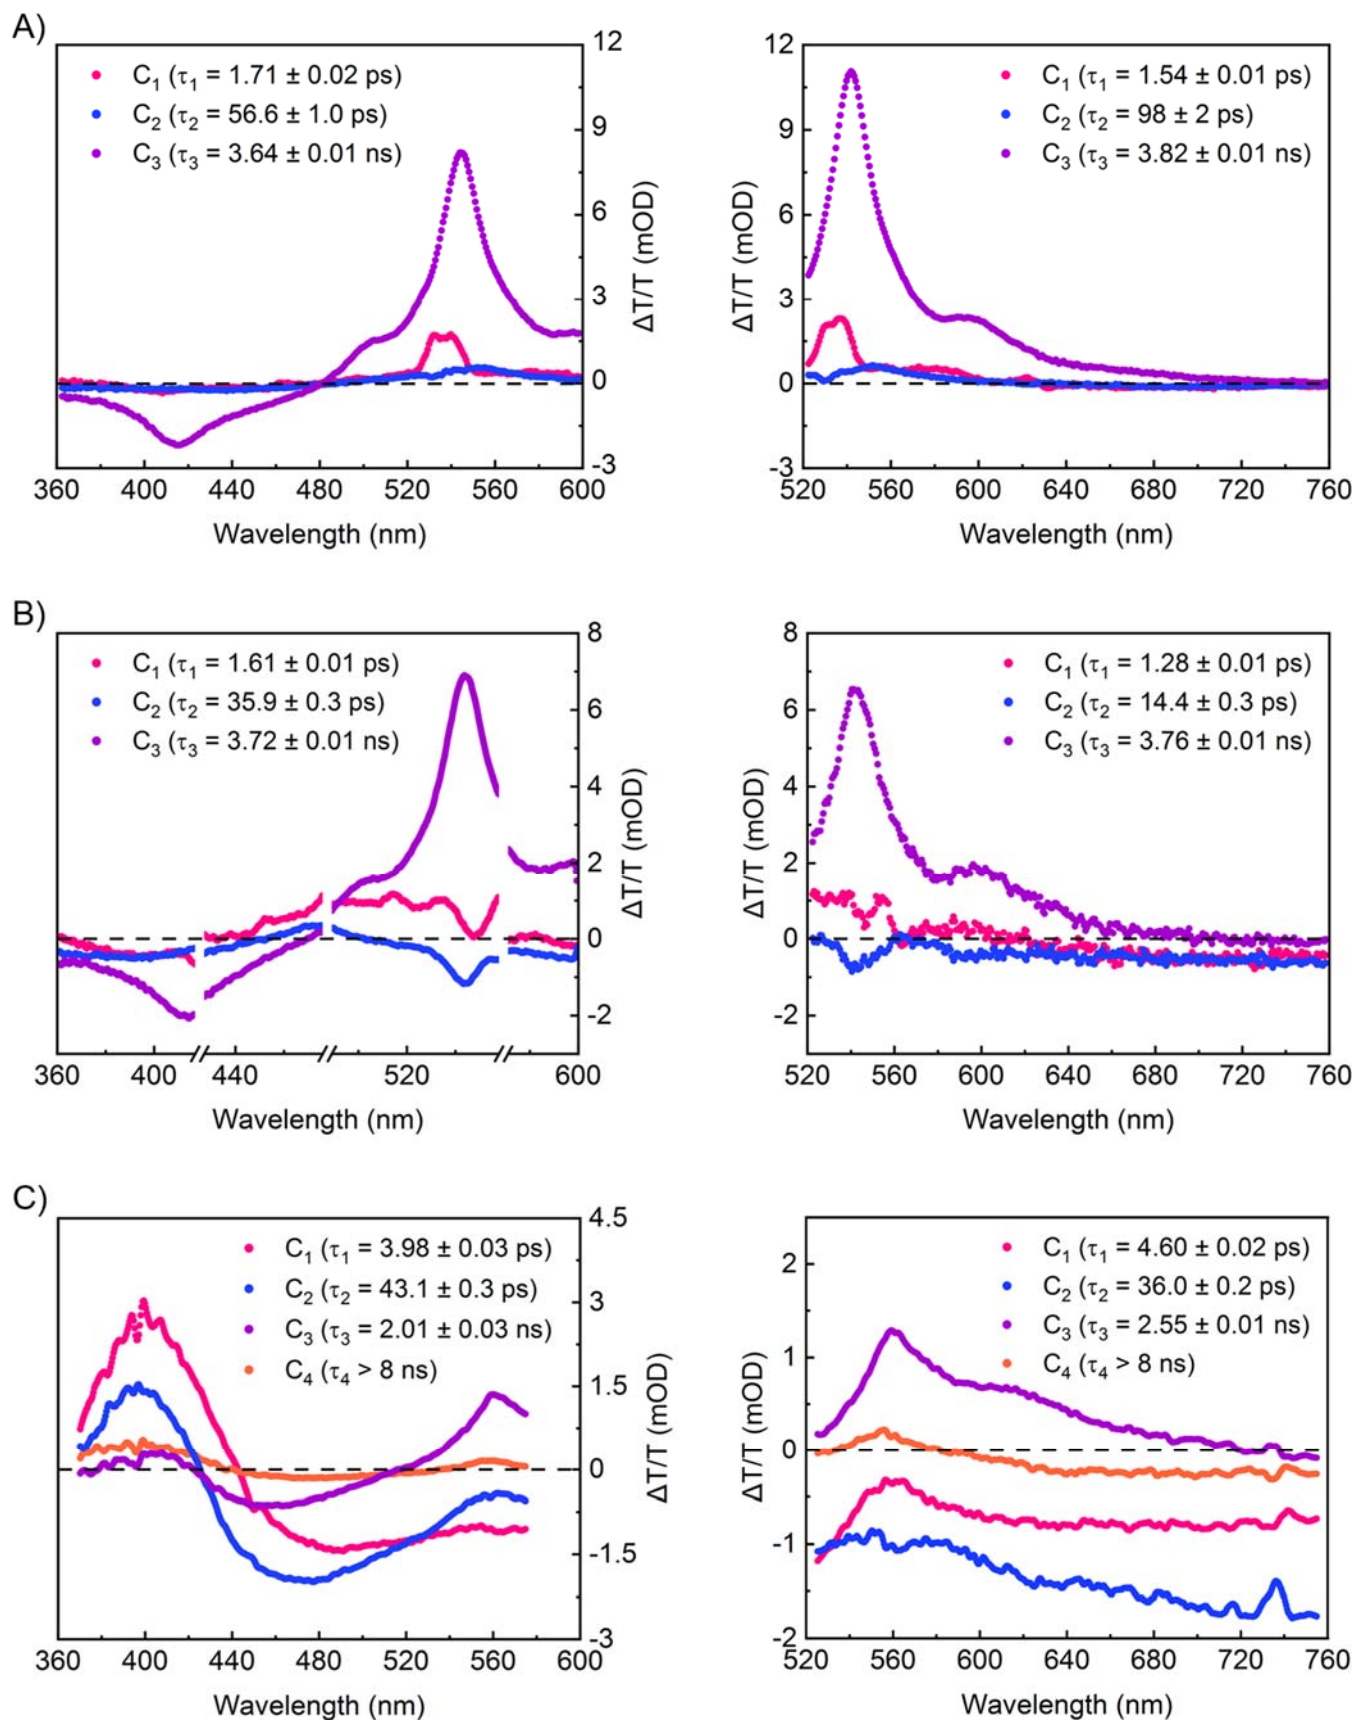 A)
C₁ (τ₁ = 1.71 ± 0.02 ps)
C₂ (τ₂ = 56.6 ± 1.0 ps)
C₃ (τ₃ = 3.64 ± 0.01 ns)
12
9
6
3
0
-3
ΔT/T (mOD)
360 400 440 480 520 560 600
Wavelength (nm)
C₁ (τ₁ = 1.54 ± 0.01 ps)
C₂ (τ₂ = 98 ± 2 ps)
C₃ (τ₃ = 3.82 ± 0.01 ns)
12
9
6
3
0
-3
ΔT/T (mOD)
520 560 600 640 680 720 760
Wavelength (nm)
B)
C₁ (τ₁ = 1.61 ± 0.01 ps)
C₂ (τ₂ = 35.9 ± 0.3 ps)
C₃ (τ₃ = 3.72 ± 0.01 ns)
8
6
4
2
0
-2
ΔT/T (mOD)
360 400 440 520 600
Wavelength (nm)
C₁ (τ₁ = 1.28 ± 0.01 ps)
C₂ (τ₂ = 14.4 ± 0.3 ps)
C₃ (τ₃ = 3.76 ± 0.01 ns)
8
6
4
2
0
-2
ΔT/T (mOD)
520 560 600 640 680 720 760
Wavelength (nm)
C)
C₁ (τ₁ = 3.98 ± 0.03 ps)
C₂ (τ₂ = 43.1 ± 0.3 ps)
C₃ (τ₃ = 2.01 ± 0.03 ns)
C₄ (τ₄ > 8 ns)
4.5
3
1.5
0
-1.5
-3
ΔT/T (mOD)
360 400 440 480 520 560 600
Wavelength (nm)
C₁ (τ₁ = 4.60 ± 0.02 ps)
C₂ (τ₂ = 36.0 ± 0.2 ps)
C₃ (τ₃ = 2.55 ± 0.01 ns)
C₄ (τ₄ > 8 ns)
2
1
0
-1
-2
ΔT/T (mOD)
520 560 600 640 680 720 760
Wavelength (nm)